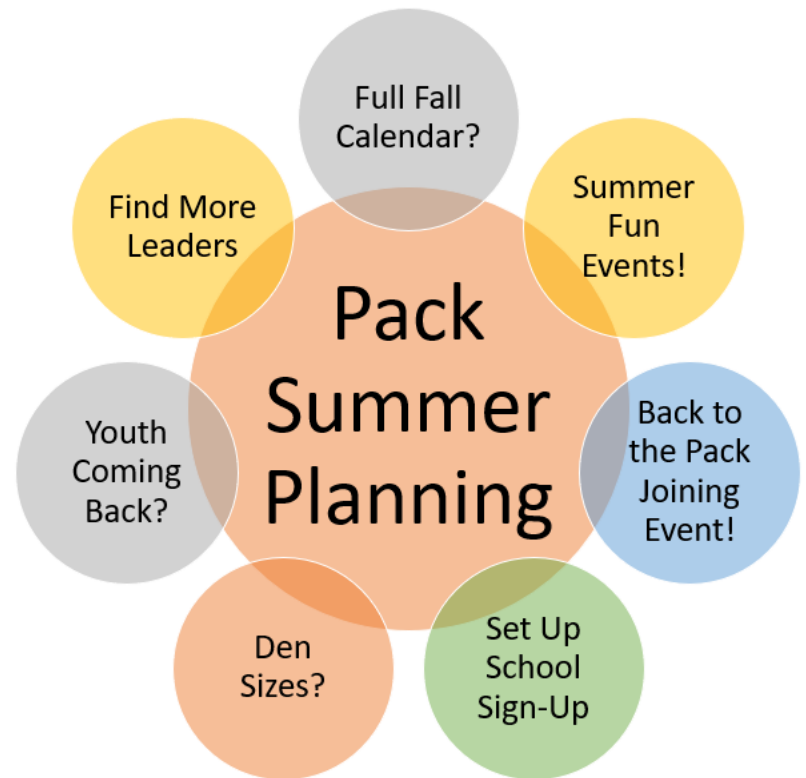 Full Fall
Calendar?
Summer
Fun
Events!
Back to
the Pack
Joining
Event!
Set Up
School
Sign-Up
Den
Sizes?
Youth
Coming
Back?
Find More
Leaders
Pack
Summer
Planning